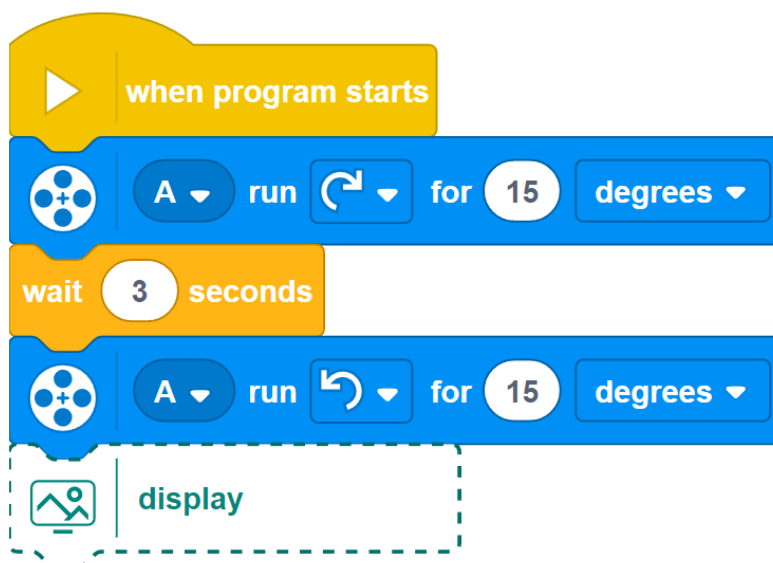 when program starts
A run for 15 degrees
wait 3 seconds
A run for 15 degrees
display